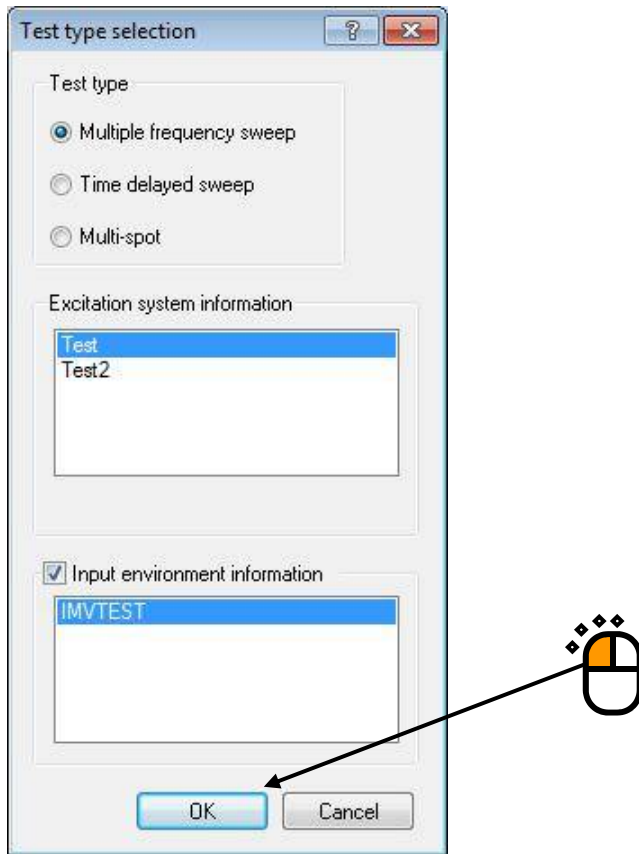 Test type selection
Test type
Multiple frequency sweep
Time delayed sweep
Multi-spot
Excitation system information
Test
Test2
Input environment information
IMVTEST
OK Cancel